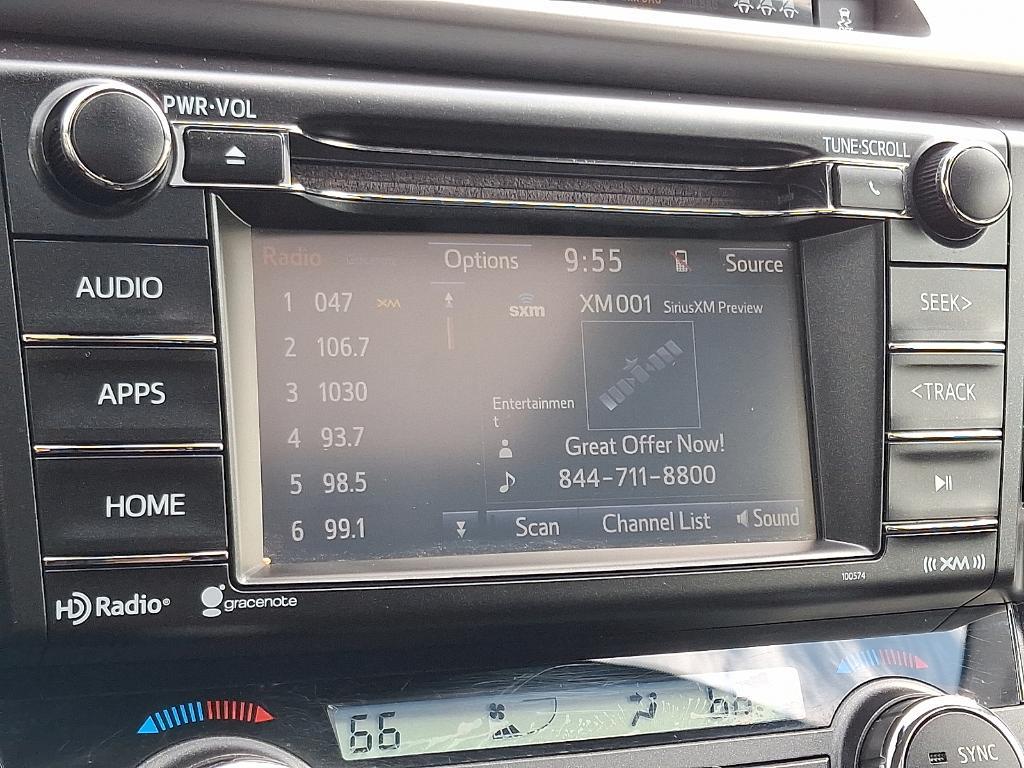 PWR·VOL
TUNE·SCROLL
AUDIO
APPS
HOME
Radio Options 9:55 Source
1 047 XM
2 106.7
3 1030
4 93.7
5 98.5
6 99.1
sxm XM001 SiriusXM Preview
Entertainmen
t
Great Offer Now!
844-711-8800
Scan Channel List Sound
SEEK>
<TRACK
100574
XM
HD Radio®
gracenote
66
SYNC